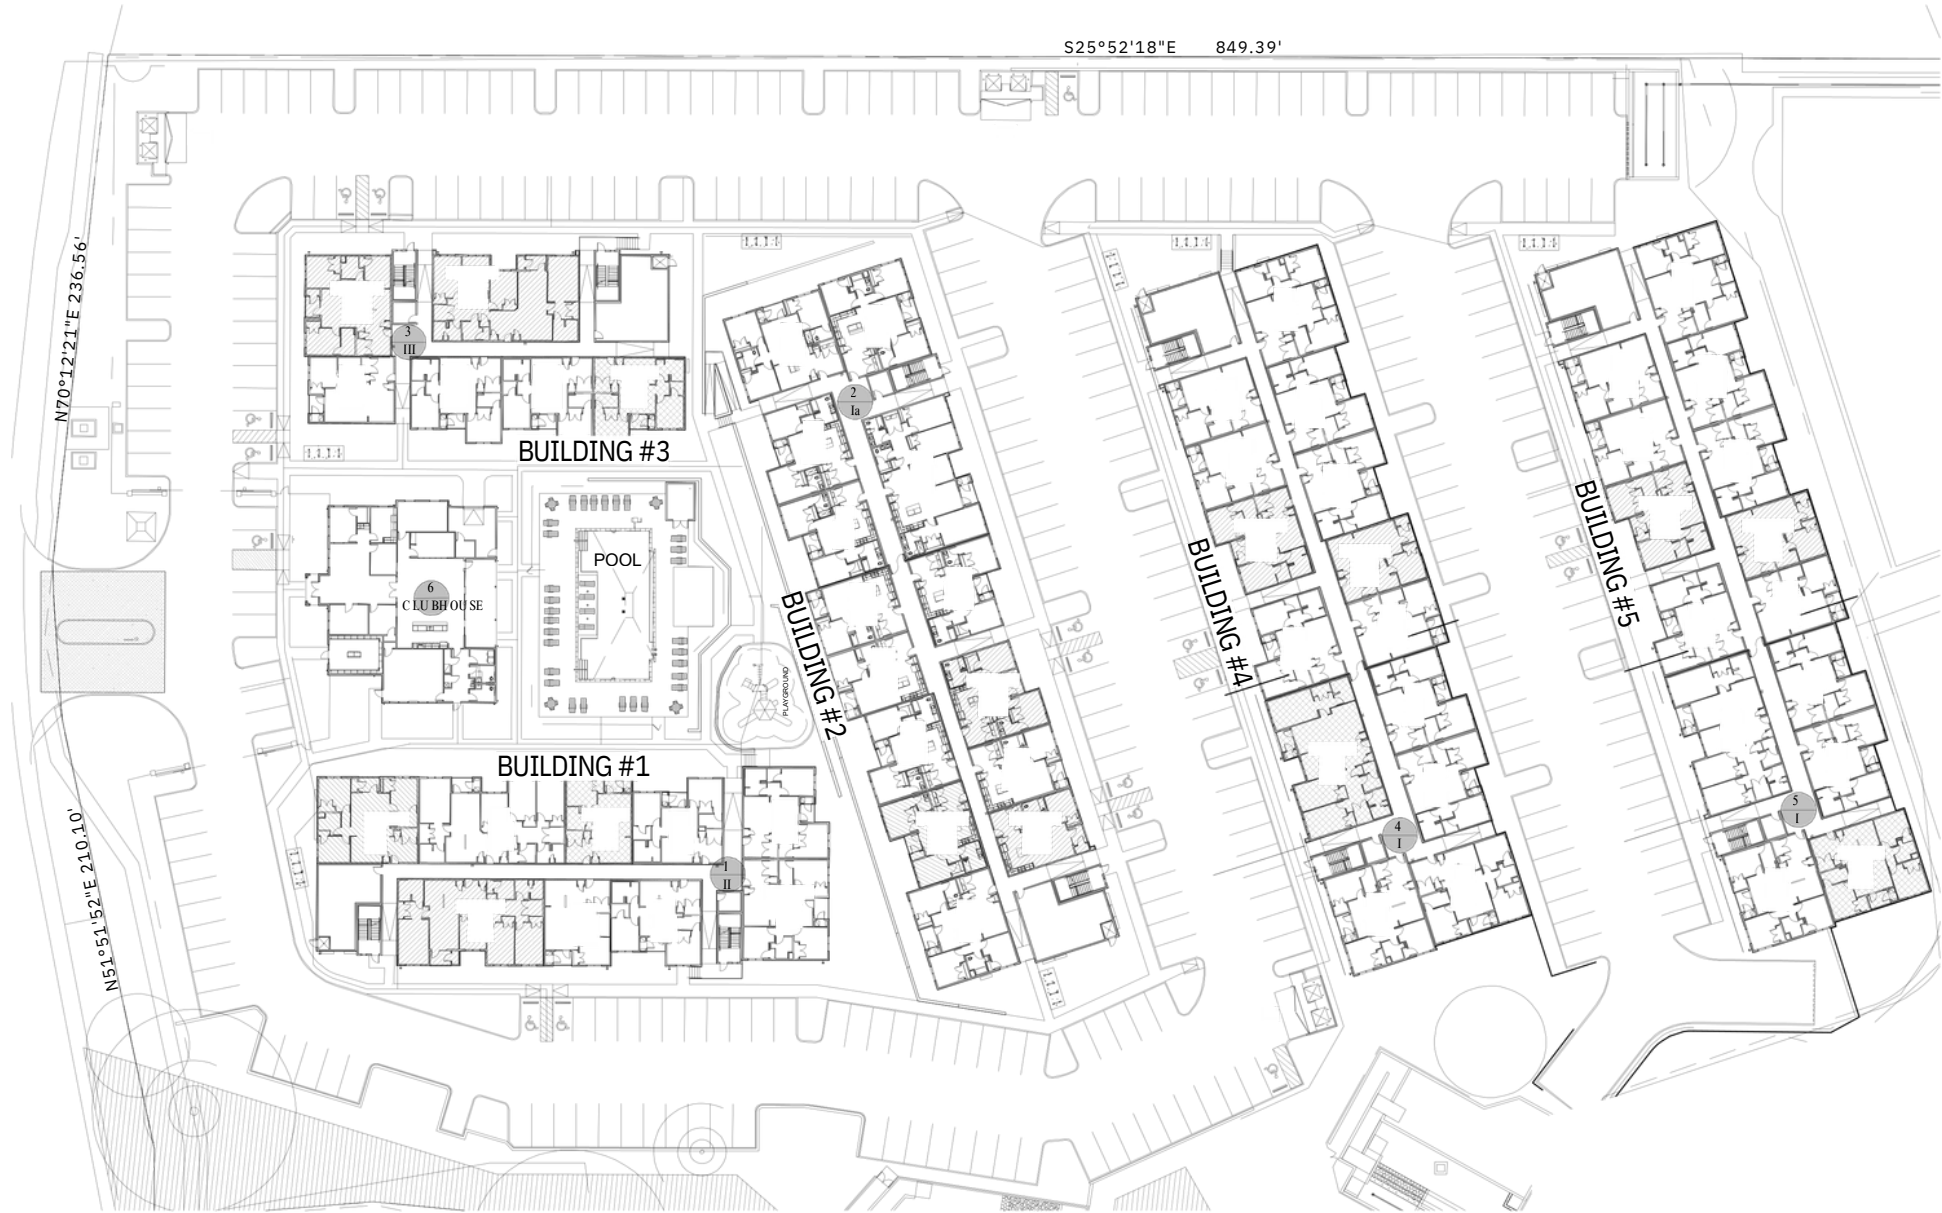 S25°52'18"E 849.39'
N70°12'21"E 236.56'
3
III
2
Ia
BUILDING #3
POOL
6
CLUBHOUSE
BUILDING #2
PLAYGROUND
BUILDING #4
BUILDING #5
BUILDING #1
1
II
4
I
5
I
N51°51'52"E 210.10'